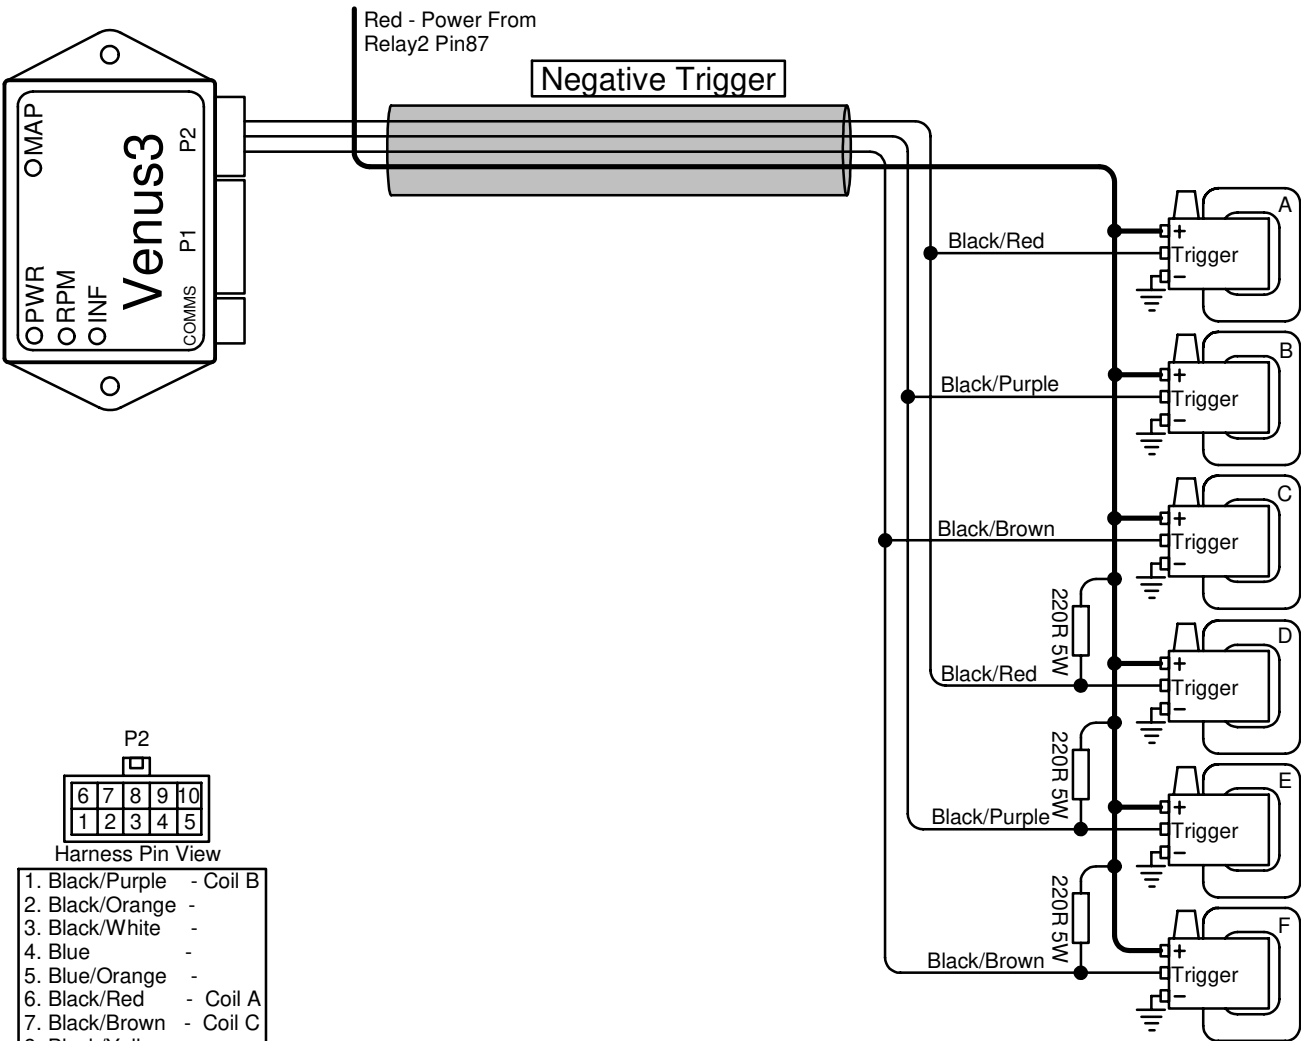 Red - Power From
Relay2 Pin87
Negative Trigger
MAP
P2
Venus3
P1
PWR
RPM
INF
COMMS
A
+
Black/Red
Trigger
−
B
+
Black/Purple
Trigger
−
C
+
Black/Brown
Trigger
−
220R 5W
D
+
Black/Red
Trigger
−
220R 5W
E
+
Black/Purple
Trigger
−
220R 5W
F
+
Black/Brown
Trigger
−
P2
6 7 8 9 10
1 2 3 4 5
Harness Pin View
1. Black/Purple - Coil B
2. Black/Orange -
3. Black/White -
4. Blue -
5. Blue/Orange -
6. Black/Red - Coil A
7. Black/Brown - Coil C